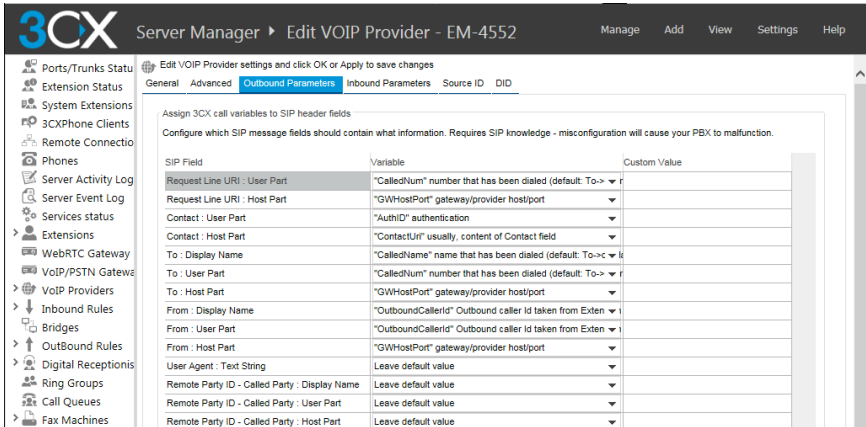 3CX Server Manager ▸ Edit VOIP Provider - EM-4552 Manage Add View Settings Help
Ports/Trunks Statu
Extension Status
System Extensions
3CXPhone Clients
Remote Connectio
Phones
Server Activity Log
Server Event Log
Services status
Extensions
WebRTC Gateway
VoIP/PSTN Gatewa
VoIP Providers
Inbound Rules
Bridges
OutBound Rules
Digital Receptionis
Ring Groups
Call Queues
Fax Machines
Edit VOIP Provider settings and click OK or Apply to save changes
General Advanced Outbound Parameters Inbound Parameters Source ID DID
Assign 3CX call variables to SIP header fields
Configure which SIP message fields should contain what information. Requires SIP knowledge - misconfiguration will cause your PBX to malfunction.
SIP Field Variable Custom Value
Request Line URI : User Part "CalledNum" number that has been dialed (default: To->
Request Line URI : Host Part "GWHostPort" gateway/provider host/port
Contact : User Part "AuthID" authentication
Contact : Host Part "ContactUri" usually, content of Contact field
To : Display Name "CalledName" name that has been dialed (default: To->
To : User Part "CalledNum" number that has been dialed (default: To->
To : Host Part "GWHostPort" gateway/provider host/port
From : Display Name "OutboundCallerId" Outbound caller Id taken from Exten
From : User Part "OutboundCallerId" Outbound caller Id taken from Exten
From : Host Part "GWHostPort" gateway/provider host/port
User Agent : Text String Leave default value
Remote Party ID - Called Party : Display Name Leave default value
Remote Party ID - Called Party : User Part Leave default value
Remote Party ID - Called Party : Host Part Leave default value